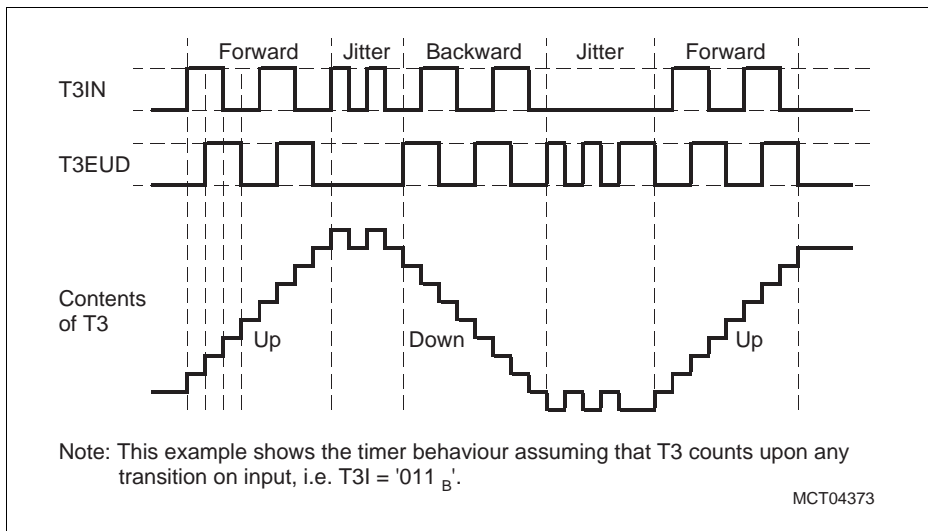 Forward Jitter Backward Jitter Forward
T3IN
T3EUD
Contents
of T3
Up Down Up
Note: This example shows the timer behaviour assuming that T3 counts upon any
transition on input, i.e. T3I = '011 B'.
MCT04373